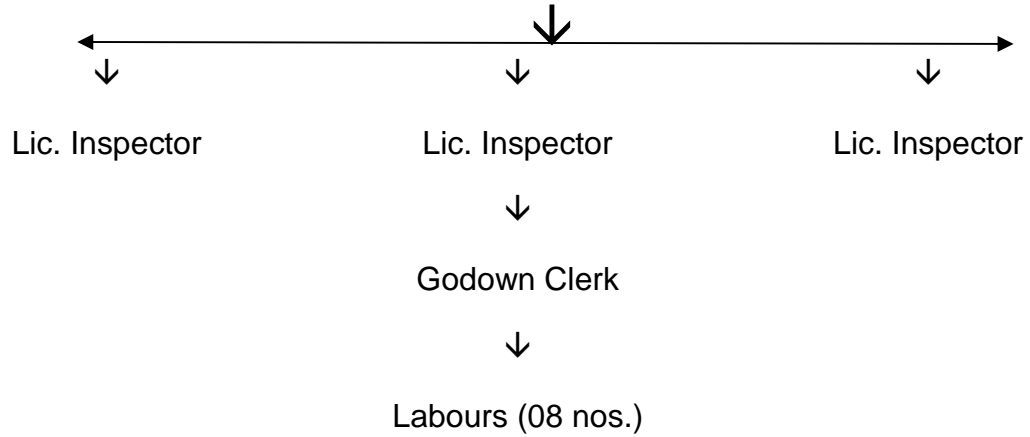 Lic. Inspector Lic. Inspector Lic. Inspector
Godown Clerk
Labours (08 nos.)